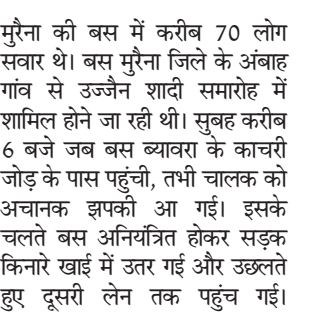 मुरैना की बस में करीब 70 लोग
सवार थे। बस मुरैना जिले के अंबाह
गांव से उज्जैन शादी समारोह में
शामिल होने जा रही थी। सुबह करीब
6 बजे जब बस ब्यावरा के काचरी
जोड़ के पास पहुंची, तभी चालक को
अचानक झपकी आ गई। इसके
चलते बस अनियंत्रित होकर सड़क
किनारे खाई में उतर गई और उछलते
हुए दूसरी लेन तक पहुंच गई।